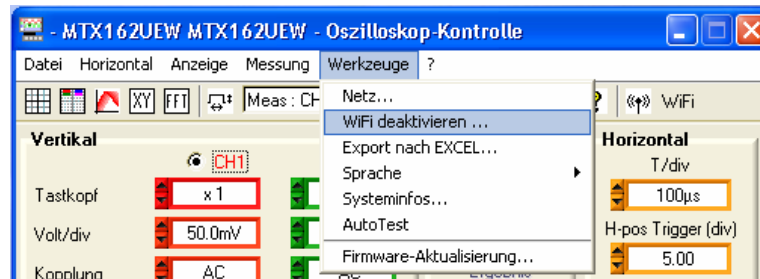 - MTX162UEW MTX162UEW - Oszilloskop-Kontrolle
Datei Horizontal Anzeige Messung Werkzeuge ?
XY FFT Meas : CH WiFi
Netz...
WiFi deaktivieren ...
Export nach EXCEL...
Sprache
Systeminfos...
AutoTest
Firmware-Aktualisierung...
Vertikal
CH1
Tastkopf x 1
Volt/div 50.0mV
Kopplung AC AC
Horizontal
T/div
100µs
H-pos Trigger (div)
5.00